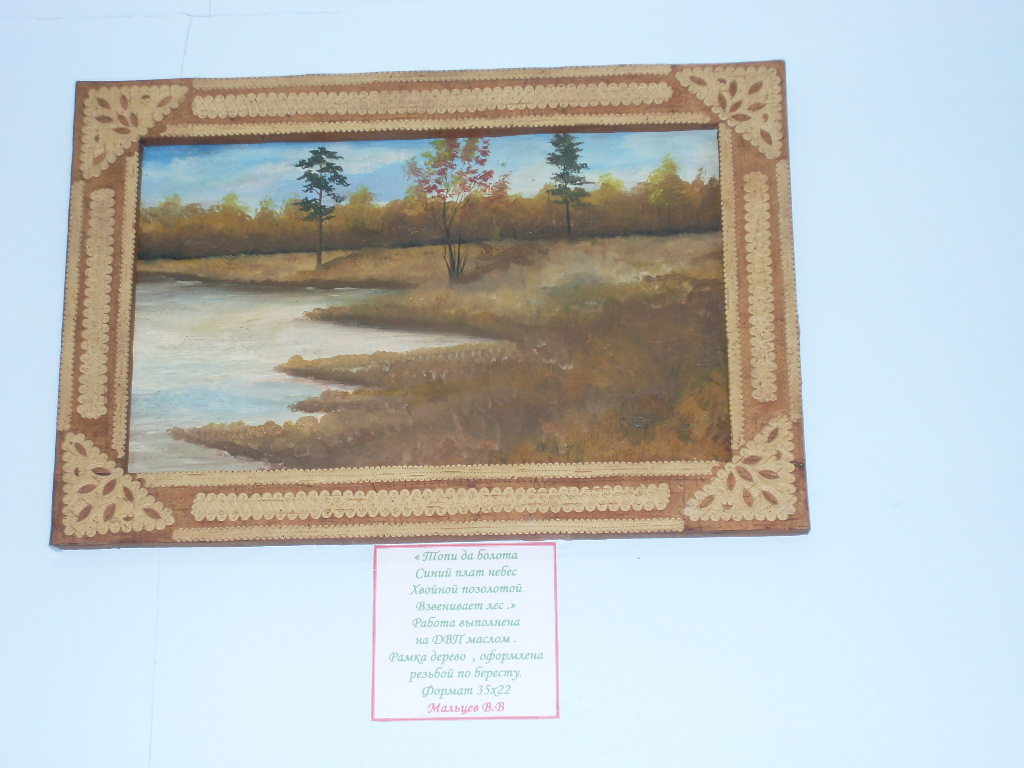 « Топи да болота
Синий плат небес
Хвойной позолотой
Взвенивает лес .»
Работа выполнена
на ДВП маслом .
Рамка дерево , оформлена
резьбой по бересту.
Формат 35х22
Мальцев В.В